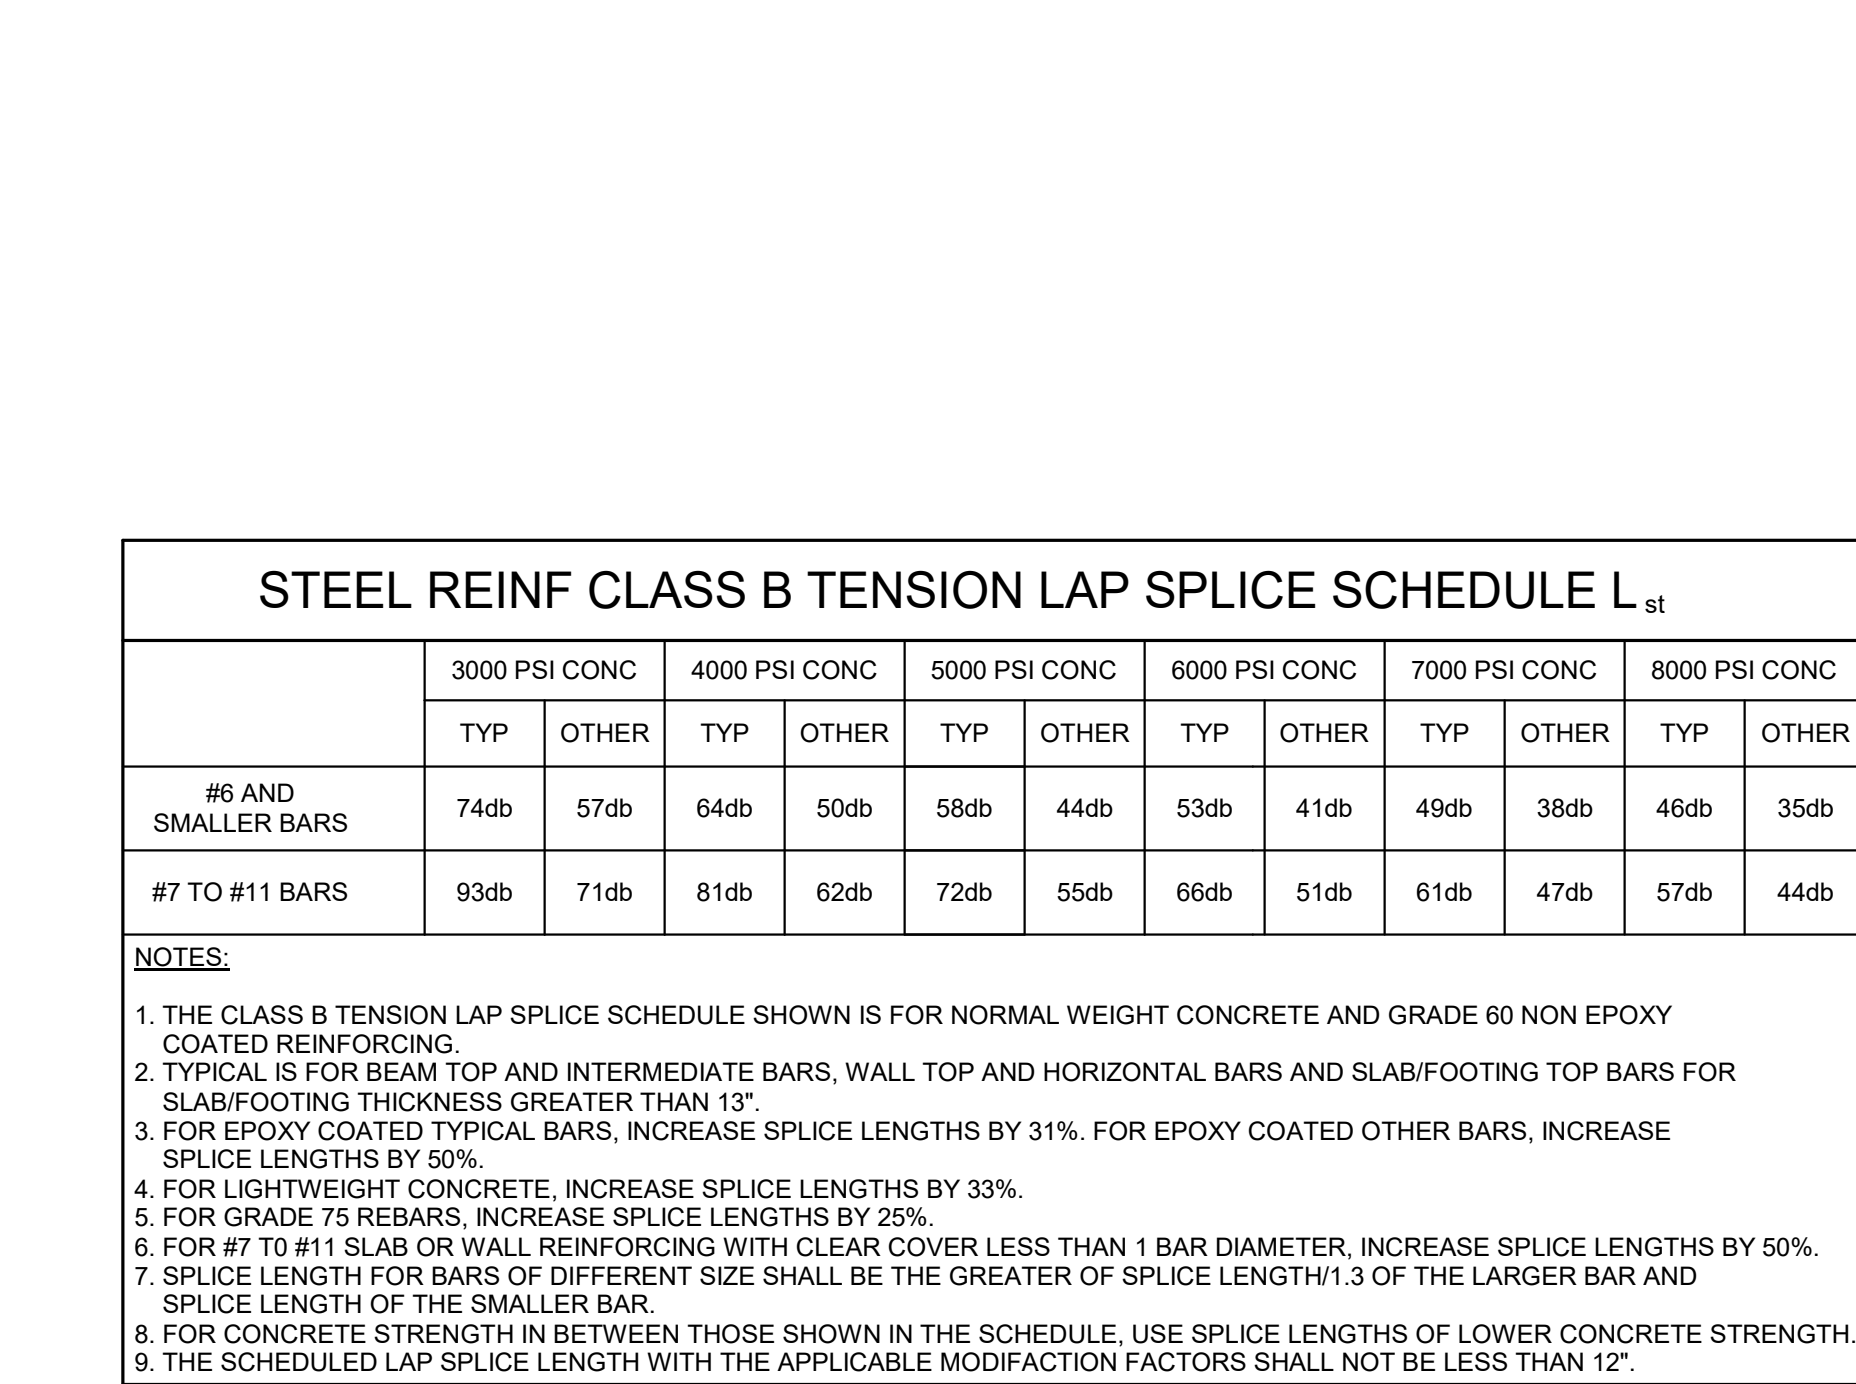 STEEL REINF CLASS B TENSION LAP SPLICE SCHEDULE L st
3000 PSI CONC 4000 PSI CONC 5000 PSI CONC 6000 PSI CONC 7000 PSI CONC 8000 PSI CONC
TYP OTHER TYP OTHER TYP OTHER TYP OTHER TYP OTHER TYP OTHER
#6 AND
SMALLER BARS 74db 57db 64db 50db 58db 44db 53db 41db 49db 38db 46db 35db
#7 TO #11 BARS 93db 71db 81db 62db 72db 55db 66db 51db 61db 47db 57db 44db
NOTES:
1. THE CLASS B TENSION LAP SPLICE SCHEDULE SHOWN IS FOR NORMAL WEIGHT CONCRETE AND GRADE 60 NON EPOXY
COATED REINFORCING.
2. TYPICAL IS FOR BEAM TOP AND INTERMEDIATE BARS, WALL TOP AND HORIZONTAL BARS AND SLAB/FOOTING TOP BARS FOR
SLAB/FOOTING THICKNESS GREATER THAN 13".
3. FOR EPOXY COATED TYPICAL BARS, INCREASE SPLICE LENGTHS BY 31%. FOR EPOXY COATED OTHER BARS, INCREASE
SPLICE LENGTHS BY 50%.
4. FOR LIGHTWEIGHT CONCRETE, INCREASE SPLICE LENGTHS BY 33%.
5. FOR GRADE 75 REBARS, INCREASE SPLICE LENGTHS BY 25%.
6. FOR #7 T0 #11 SLAB OR WALL REINFORCING WITH CLEAR COVER LESS THAN 1 BAR DIAMETER, INCREASE SPLICE LENGTHS BY 50%.
7. SPLICE LENGTH FOR BARS OF DIFFERENT SIZE SHALL BE THE GREATER OF SPLICE LENGTH/1.3 OF THE LARGER BAR AND
SPLICE LENGTH OF THE SMALLER BAR.
8. FOR CONCRETE STRENGTH IN BETWEEN THOSE SHOWN IN THE SCHEDULE, USE SPLICE LENGTHS OF LOWER CONCRETE STRENGTH.
9. THE SCHEDULED LAP SPLICE LENGTH WITH THE APPLICABLE MODIFACTION FACTORS SHALL NOT BE LESS THAN 12".